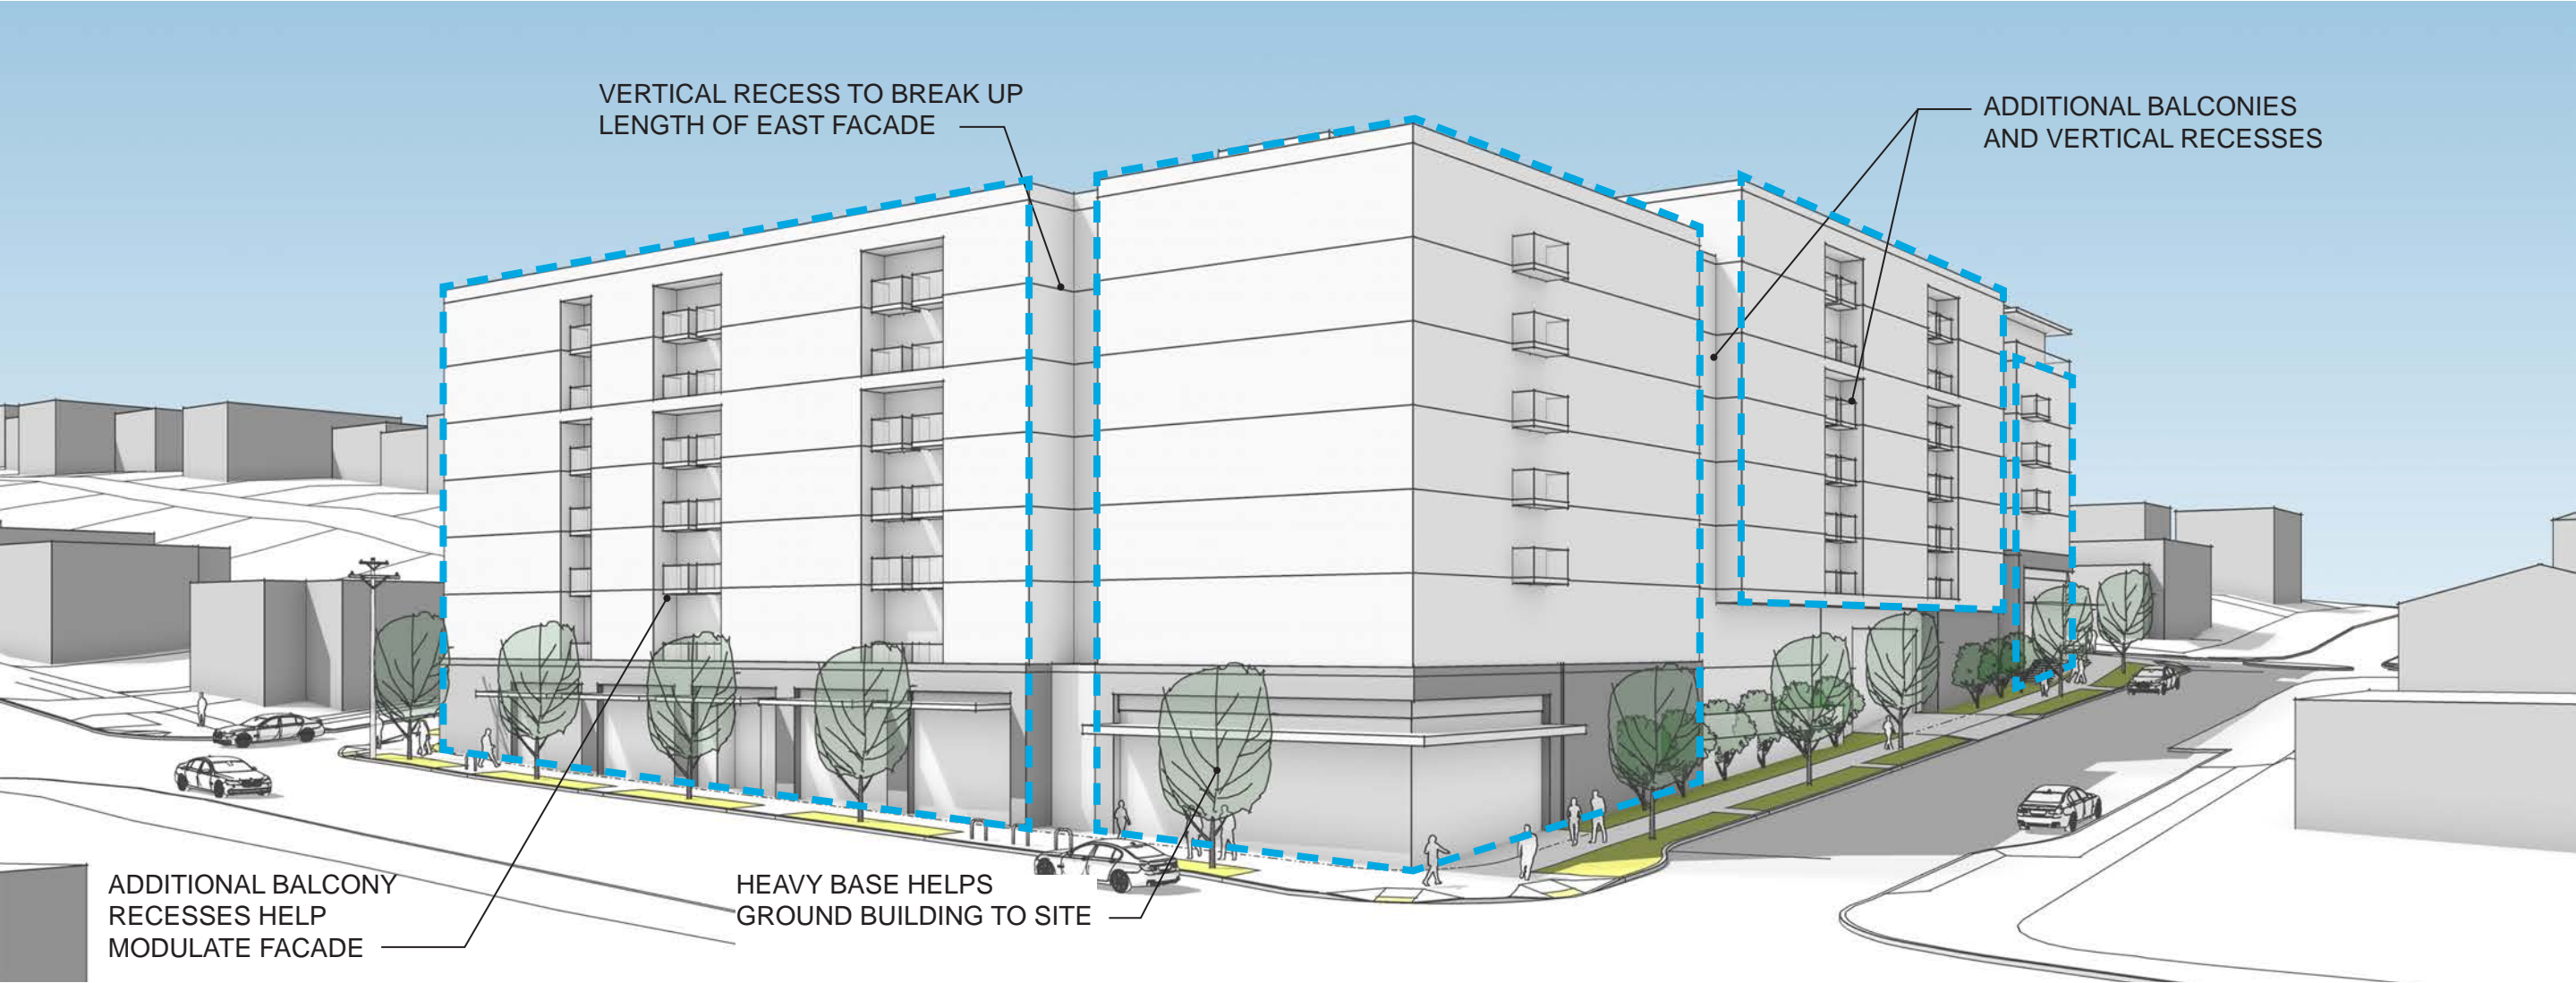 VERTICAL RECESS TO BREAK UP
LENGTH OF EAST FACADE
ADDITIONAL BALCONIES
AND VERTICAL RECESSES
ADDITIONAL BALCONY
RECESSES HELP
MODULATE FACADE
HEAVY BASE HELPS
GROUND BUILDING TO SITE